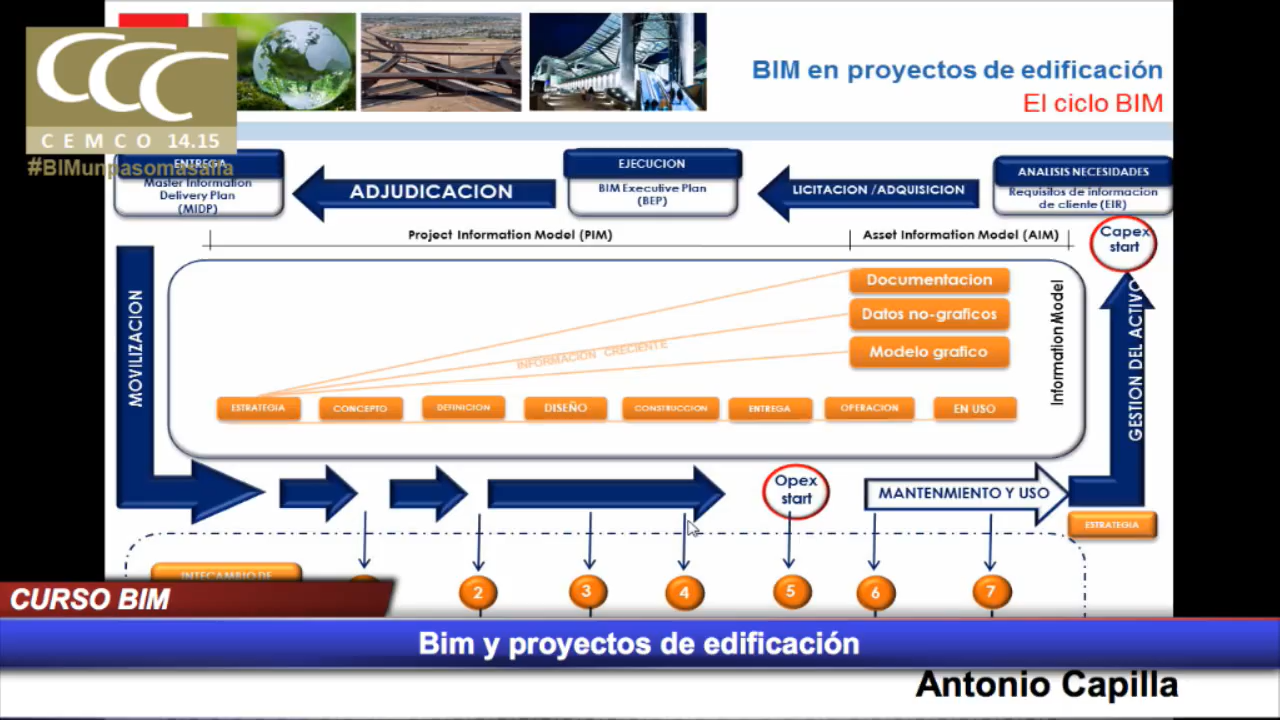 BIM en proyectos de edificación
El ciclo BIM
CEMCO 14.15
#BIMunpasomasalla
ENTREGA
Master Information
Delivery Plan
(MIDP)
ADJUDICACION
EJECUCION
BIM Executive Plan
(BEP)
LICITACION /ADQUISICION
ANALISIS NECESIDADES
Requisitos de informacion
de cliente (EIR)
Project Information Model (PIM)
Asset Information Model (AIM)
Capex
start
MOVILIZACION
Documentacion
Datos no-graficos
Modelo grafico
INFORMACION CRECIENTE
Information Model
GESTION DEL ACTIVO
ESTRATEGIA
CONCEPTO
DEFINICION
DISEÑO
CONSTRUCCION
ENTREGA
OPERACION
EN USO
Opex
start
MANTENMIENTO Y USO
ESTRATEGIA
INTECAMBIO DE
2
3
4
5
6
7
CURSO BIM
Bim y proyectos de edificación
Antonio Capilla